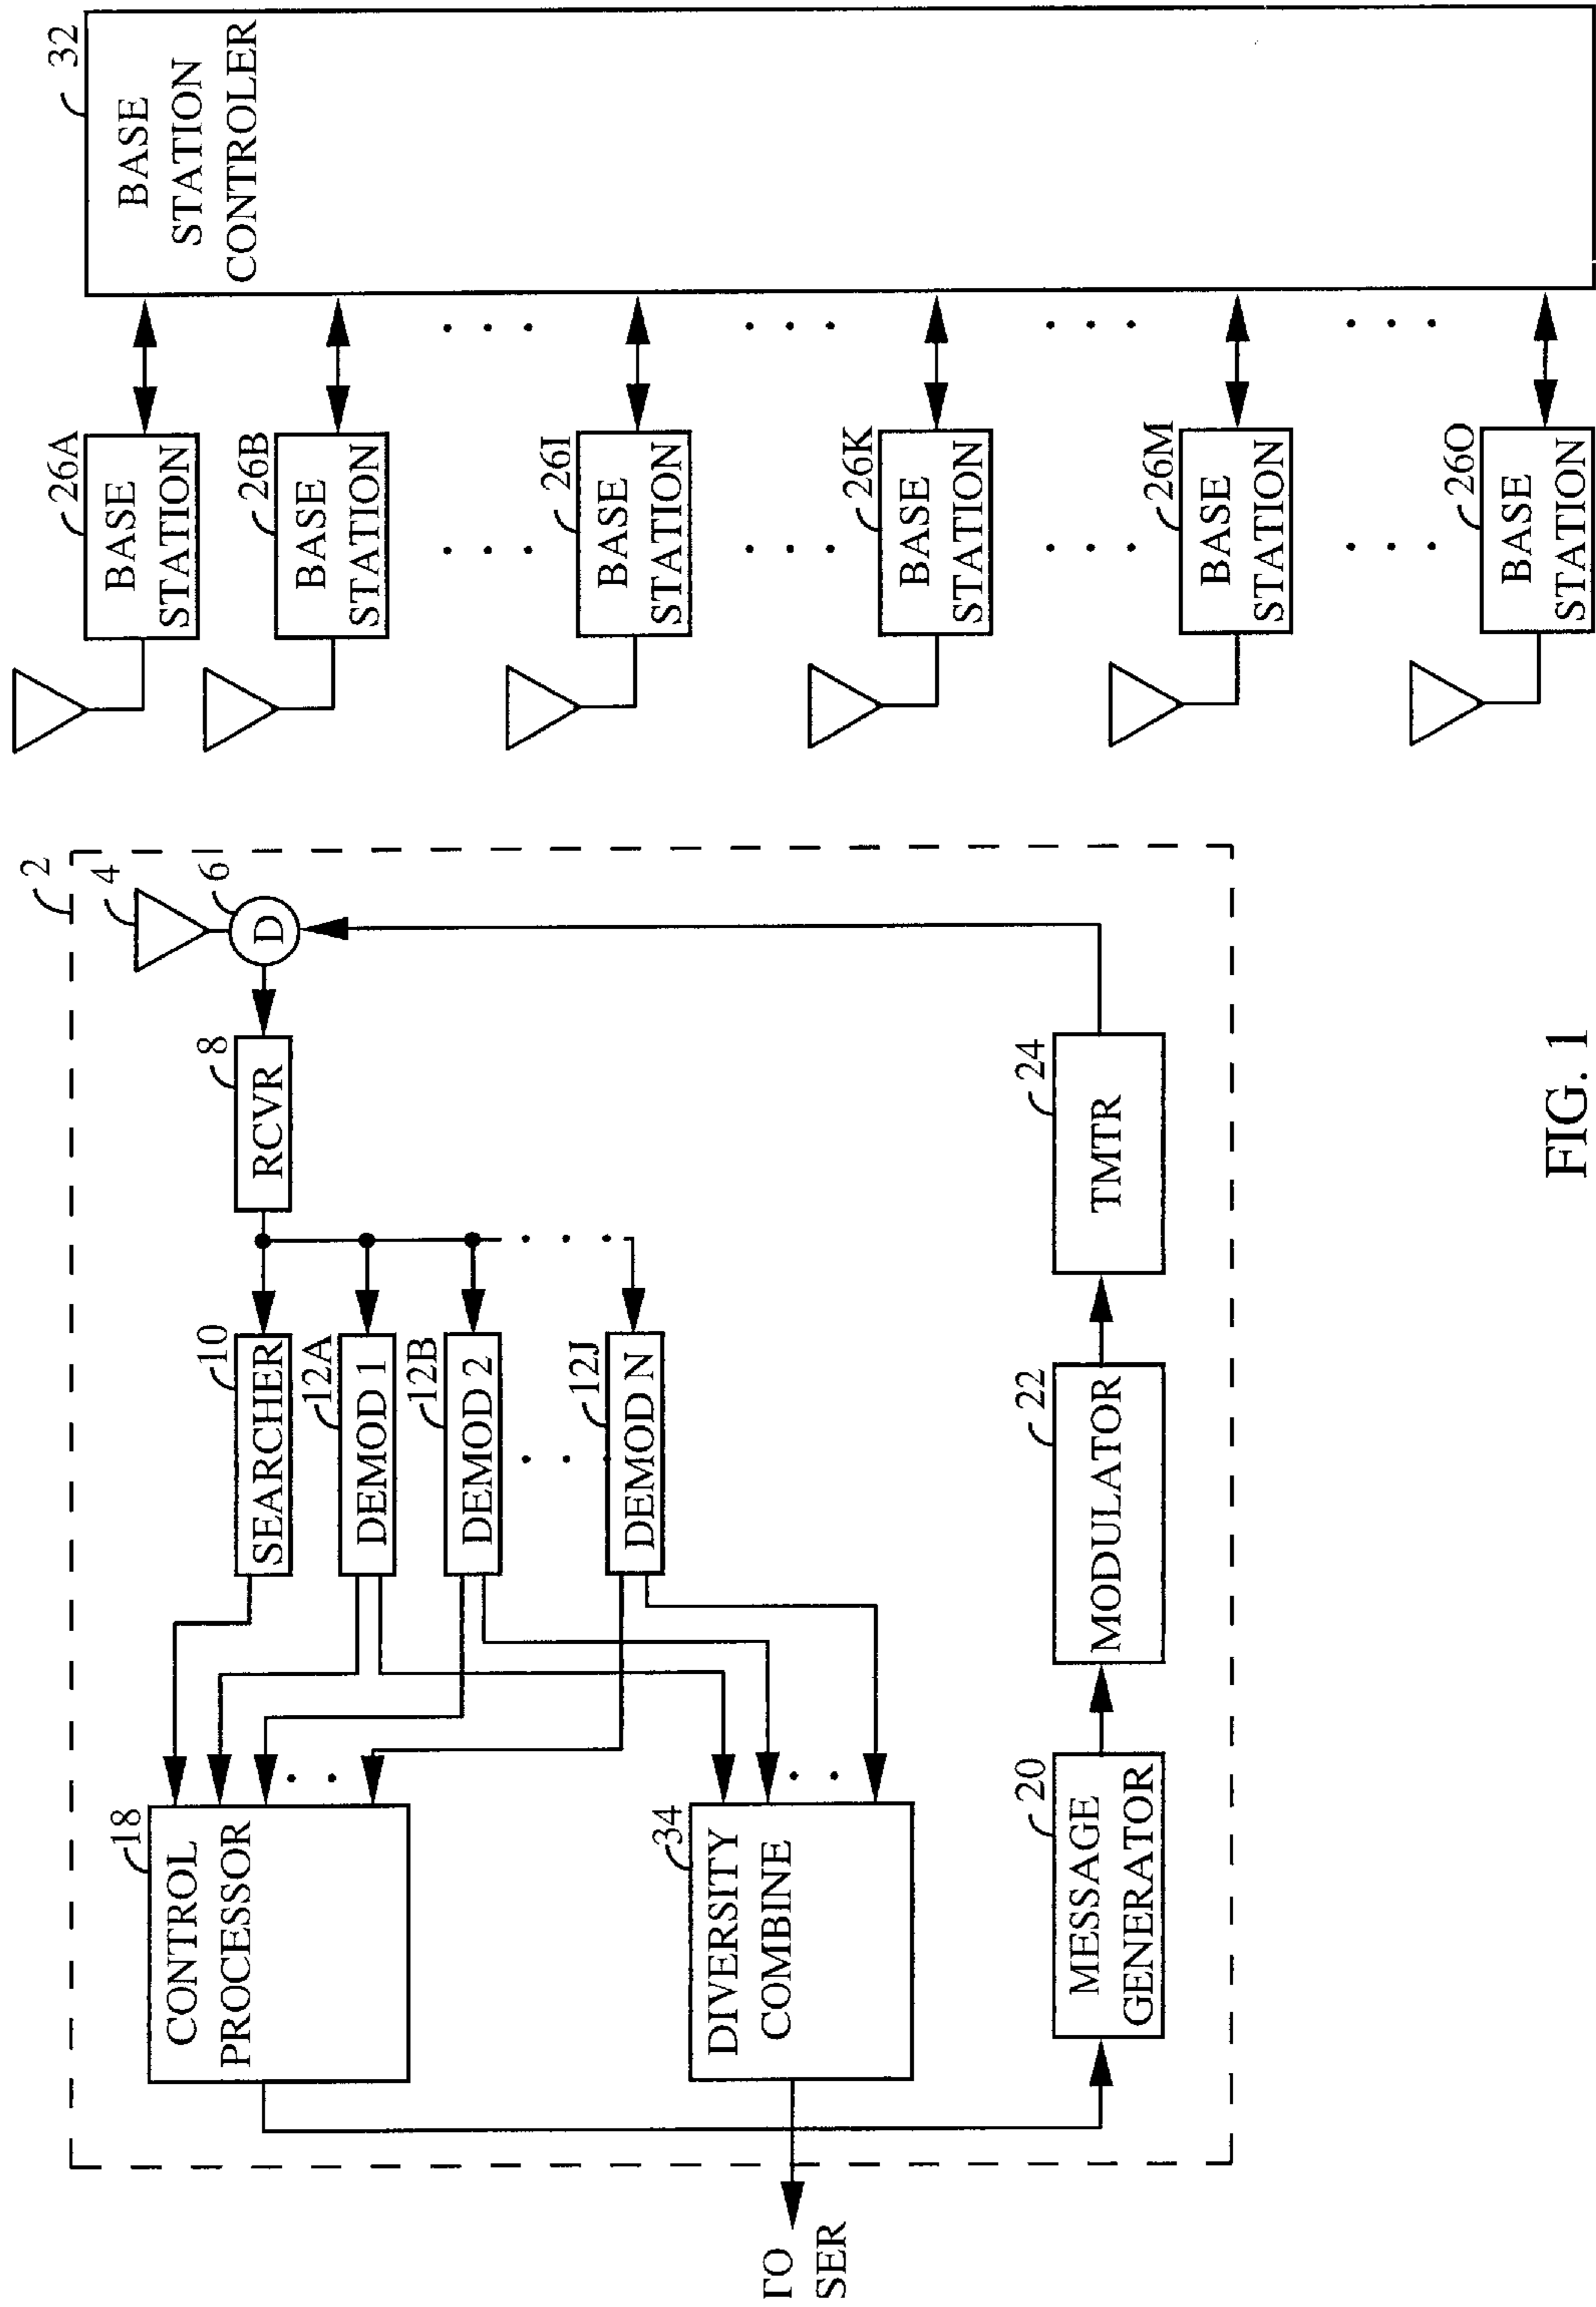 2
4
6
D
8
RCVR
10
SEARCHER
12A
DEMOD 1
12B
DEMOD 2
12J
DEMOD N
18
CONTROL
PROCESSOR
34
DIVERSITY
COMBINE
TO
SER
20
MESSAGE
GENERATOR
22
MODULATOR
24
TMTR
26A
BASE
STATION
26B
BASE
STATION
26I
BASE
STATION
26K
BASE
STATION
26M
BASE
STATION
26O
BASE
STATION
32
BASE
STATION
CONTROLER
FIG. 1